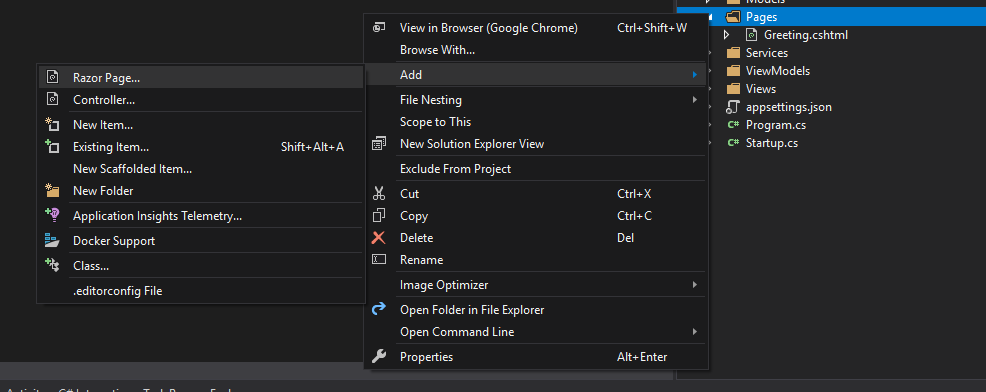 Razor Page...
Controller...
New Item...
Existing Item... Shift+Alt+A
New Scaffolded Item...
New Folder
Application Insights Telemetry...
Docker Support
Class...
.editorconfig File
View in Browser (Google Chrome) Ctrl+Shift+W
Browse With...
Add
File Nesting
Scope to This
New Solution Explorer View
Exclude From Project
Cut Ctrl+X
Copy Ctrl+C
Delete Del
Rename
Image Optimizer
Open Folder in File Explorer
Open Command Line
Properties Alt+Enter
Models
Pages
Greeting.cshtml
Services
ViewModels
Views
appsettings.json
C# Program.cs
C# Startup.cs